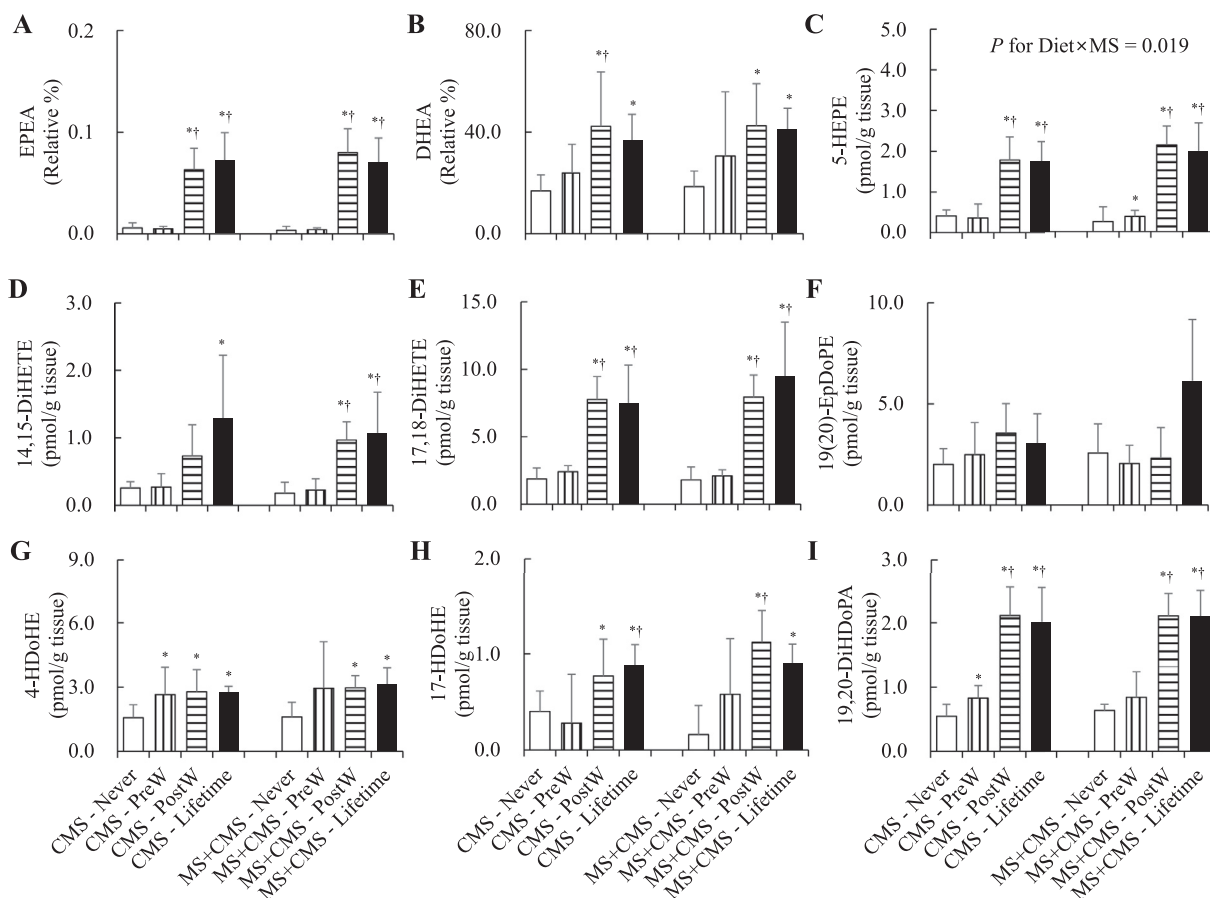 A
EPEA
(Relative %)
0.2
0.1
0.0
*†
*†
*†
*†
B
DHEA
(Relative %)
80.0
40.0
0.0
*†
*
*
*
C
5-HEPE
(pmol/g tissue)
5.0
4.0
3.0
2.0
1.0
0.0
P for Diet×MS = 0.019
*†
*†
*
*†
*†
D
14,15-DiHETE
(pmol/g tissue)
3.0
2.0
1.0
0.0
*
*†
*†
E
17,18-DiHETE
(pmol/g tissue)
15.0
10.0
5.0
0.0
*†
*†
*†
*†
F
19(20)-EpDoPE
(pmol/g tissue)
10.0
5.0
0.0
G
4-HDoHE
(pmol/g tissue)
9.0
6.0
3.0
0.0
*
*
*
*
*
CMS - Never
CMS - PreW
CMS - PostW
CMS - Lifetime
MS+CMS - Never
MS+CMS - PreW
MS+CMS - PostW
MS+CMS - Lifetime
H
17-HDoHE
(pmol/g tissue)
2.0
1.0
0.0
*
*†
*†
*
CMS - Never
CMS - PreW
CMS - PostW
CMS - Lifetime
MS+CMS - Never
MS+CMS - PreW
MS+CMS - PostW
MS+CMS - Lifetime
I
19,20-DiHDoPA
(pmol/g tissue)
3.0
2.0
1.0
0.0
*
*†
*†
*†
*†
CMS - Never
CMS - PreW
CMS - PostW
CMS - Lifetime
MS+CMS - Never
MS+CMS - PreW
MS+CMS - PostW
MS+CMS - Lifetime